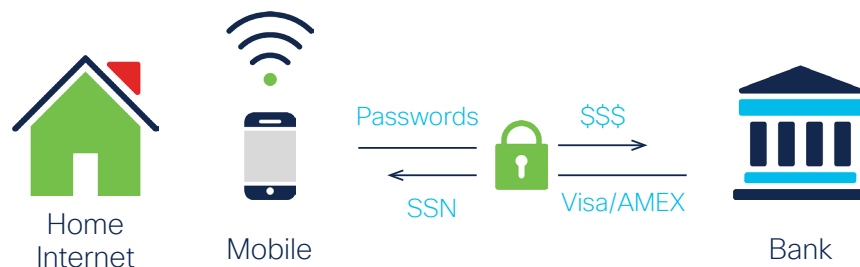 Passwords
$$$
SSN
Visa/AMEX
Home
Internet
Mobile
Bank